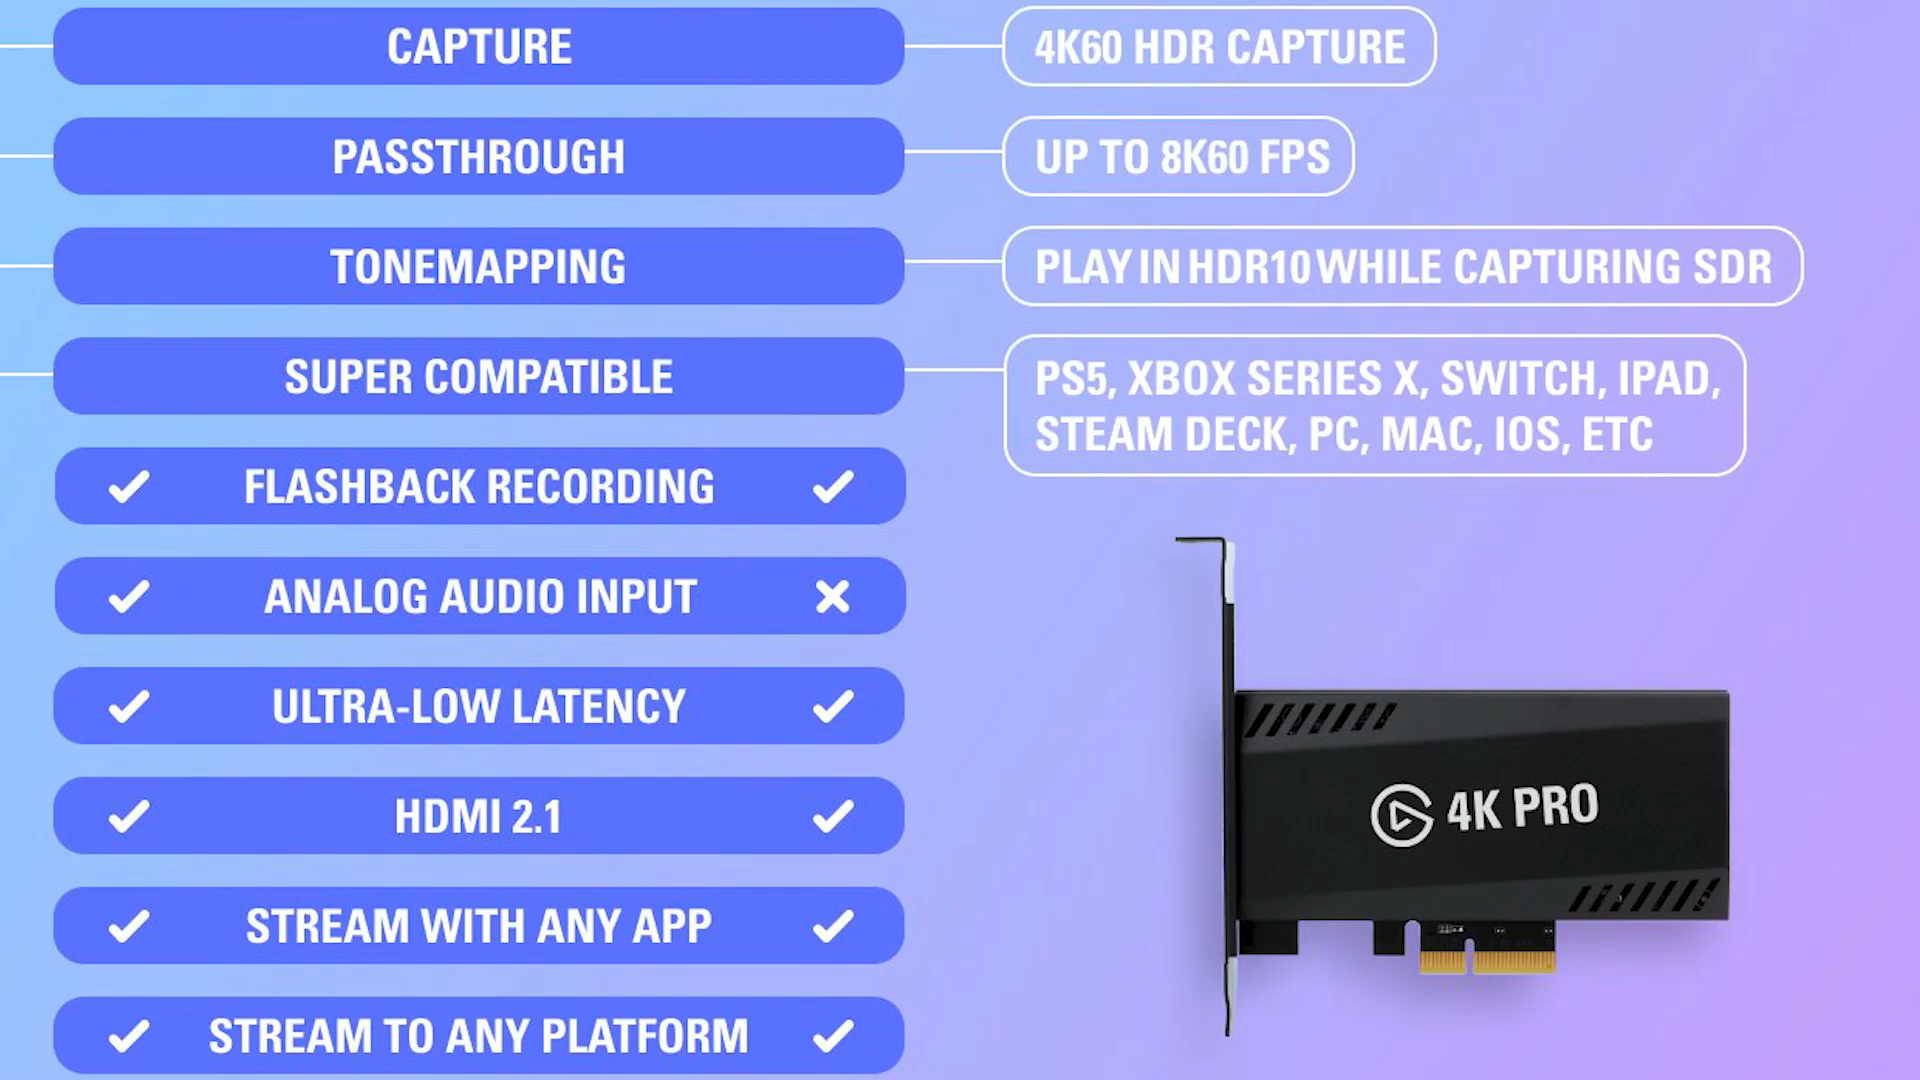 CAPTURE
4K60 HDR CAPTURE
PASSTHROUGH
UP TO 8K60 FPS
TONEMAPPING
PLAY IN HDR10 WHILE CAPTURING SDR
SUPER COMPATIBLE
PS5, XBOX SERIES X, SWITCH, IPAD,
STEAM DECK, PC, MAC, IOS, ETC
FLASHBACK RECORDING
ANALOG AUDIO INPUT
ULTRA-LOW LATENCY
HDMI 2.1
STREAM WITH ANY APP
STREAM TO ANY PLATFORM
4K PRO